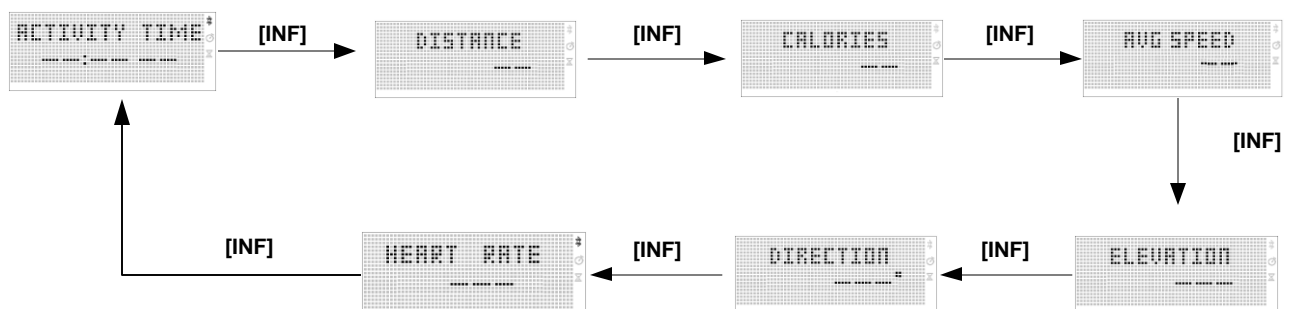 ACTIVITY TIME
-- --:-- -- -- --
[INF]
DISTANCE
-- --
[INF]
CALORIES
-- --
[INF]
AVG SPEED
-- --
[INF]
ELEVATION
-- -- --
[INF]
DIRECTION
-- -- --°
[INF]
HEART RATE
-- -- --
[INF]